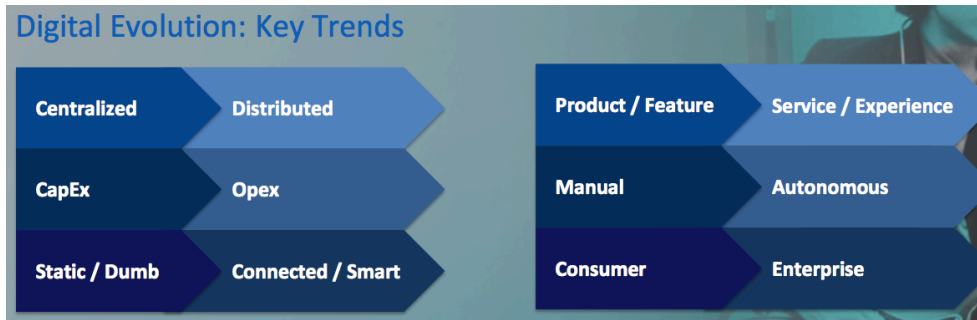 Digital Evolution: Key Trends
Centralized
Distributed
CapEx
Opex
Static / Dumb
Connected / Smart
Product / Feature
Service / Experience
Manual
Autonomous
Consumer
Enterprise